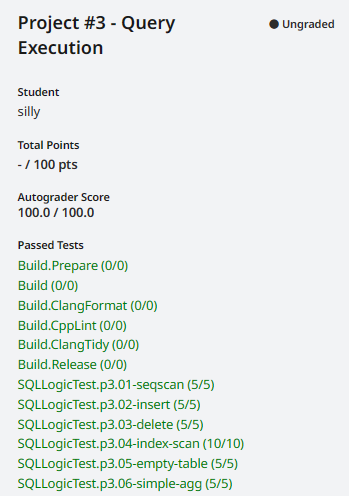 Project #3 - Query
Execution
Ungraded
Student
silly
Total Points
- / 100 pts
Autograder Score
100.0 / 100.0
Passed Tests
Build.Prepare (0/0)
Build (0/0)
Build.ClangFormat (0/0)
Build.CppLint (0/0)
Build.ClangTidy (0/0)
Build.Release (0/0)
SQLLogicTest.p3.01-seqscan (5/5)
SQLLogicTest.p3.02-insert (5/5)
SQLLogicTest.p3.03-delete (5/5)
SQLLogicTest.p3.04-index-scan (10/10)
SQLLogicTest.p3.05-empty-table (5/5)
SQLLogicTest.p3.06-simple-agg (5/5)